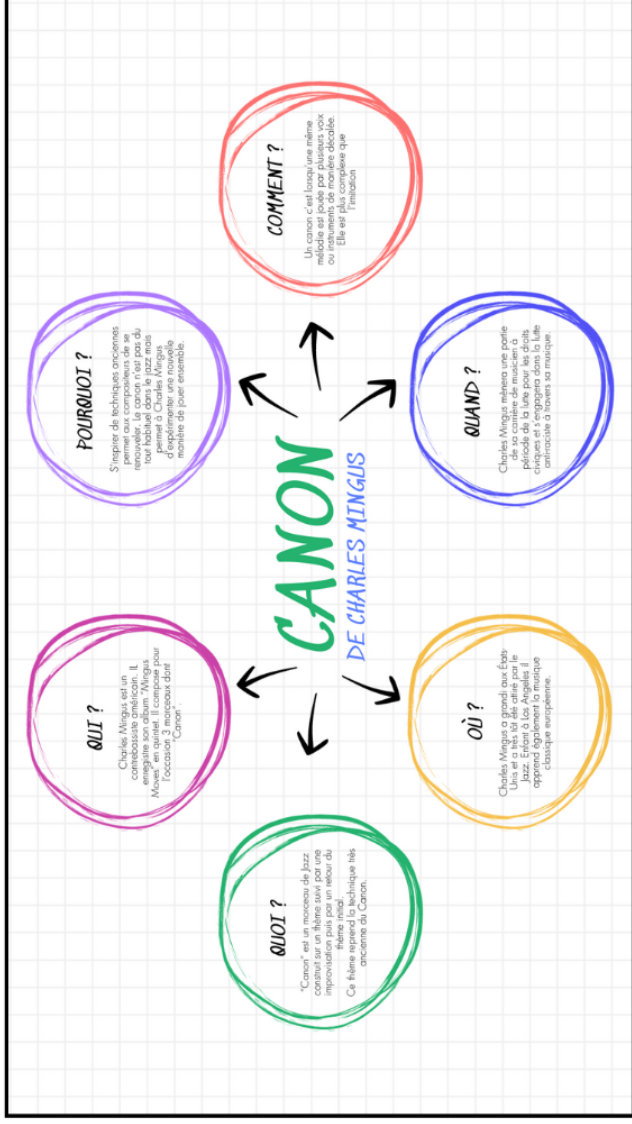 CANON
DE CHARLES MINGUS
QUI ?
Charles Mingus est un
contrebassiste américain. IL
enregistre son album "Mingus
Moves" en quintet. Il compose pour
l'occasion 3 morceaux dont
"Canon".
POURQUOI ?
S'inspirer de techniques anciennes
permet aux compositeurs de se
renouveler. Le canon n'est pas du
tout habituel dans le jazz mais
permet à Charles Mingus
d'expérimenter une nouvelle
manière de jouer ensemble.
QUOI ?
"Canon" est un morceau de Jazz
construit sur un thème suivi par une
improvisation puis par un retour du
thème initial.
Ce thème reprend la technique très
ancienne du Canon.
COMMENT ?
Un canon c'est lorsqu'une même
mélodie est jouée par plusieurs voix
ou instruments de manière décalée.
Elle est plus complexe que
l'imitation
OÙ ?
Charles Mingus a grandi aux États-
Unis et a très tôt été attiré par le
Jazz. Enfant à Los Angeles il
apprend également la musique
classique européenne.
QUAND ?
Charles Mingus mènera une partie
de sa carrière de musicien à
période de la lutte pour les droits
civiques et s'engagera dans la lutte
anti-raciste à travers sa musique.